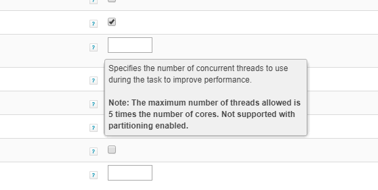 Specifies the number of concurrent threads to use
during the task to improve performance.
Note: The maximum number of threads allowed is
5 times the number of cores. Not supported with
partitioning enabled.